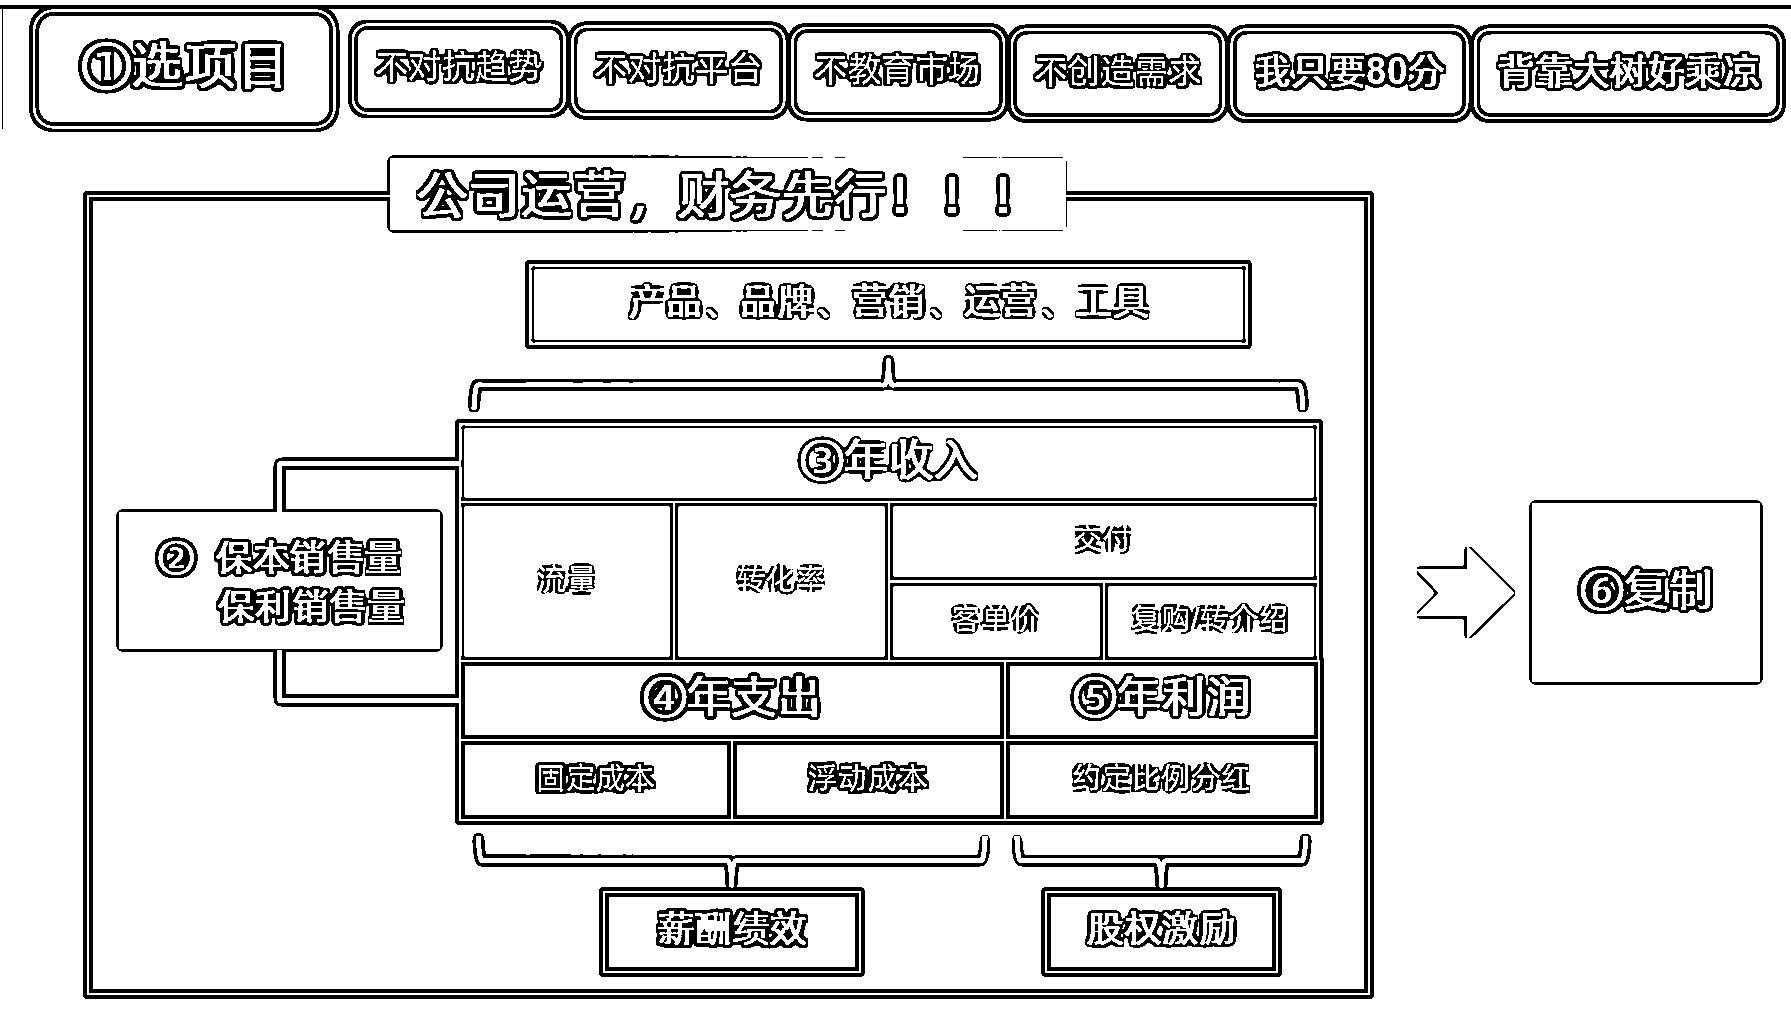 ①选项目
不对抗趋势
不对抗平台
不教育市场
不创造需求
我只要80分
背靠大树好乘凉
公司运营，财务先行！！！
产品、品牌、营销、运营、工具
③年收入
② 保本销售量
保利销售量
流量
转化率
交付
客单价
复购/转介绍
④年支出
⑤年利润
固定成本
浮动成本
约定比例分红
薪酬绩效
股权激励
⑥复制